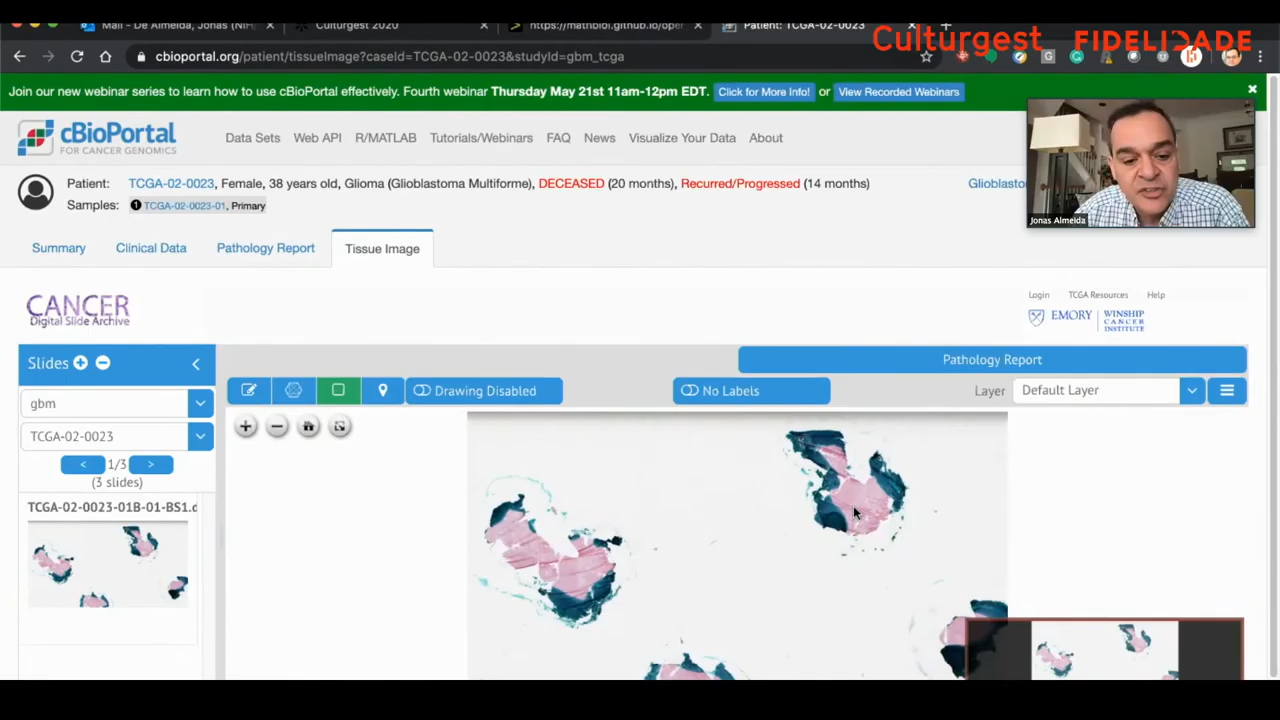 Mail - De Almeida, Jonas (NIH/
Culturgest 2020
https://mathbiol.github.io/oper
Patient: TCGA-02-0023
Culturgest FIDELIDADE
cbioportal.org/patient/tissueImage?caseId=TCGA-02-0023&studyId=gbm_tcga
Join our new webinar series to learn how to use cBioPortal effectively. Fourth webinar Thursday May 21st 11am-12pm EDT. Click for More Info! or View Recorded Webinars
cBioPortal
FOR CANCER GENOMICS
Data Sets Web API R/MATLAB Tutorials/Webinars FAQ News Visualize Your Data About
Patient: TCGA-02-0023, Female, 38 years old, Glioma (Glioblastoma Multiforme), DECEASED (20 months), Recurred/Progressed (14 months) Glioblasto
Samples: 1 TCGA-02-0023-01, Primary
Jonas Almeida
Summary Clinical Data Pathology Report Tissue Image
CANCER
Digital Slide Archive
Login TCGA Resources Help
EMORY WINSHIP CANCER INSTITUTE
Slides
Pathology Report
gbm
Drawing Disabled No Labels Layer Default Layer
TCGA-02-0023
< 1/3 >
(3 slides)
TCGA-02-0023-01B-01-BS1.